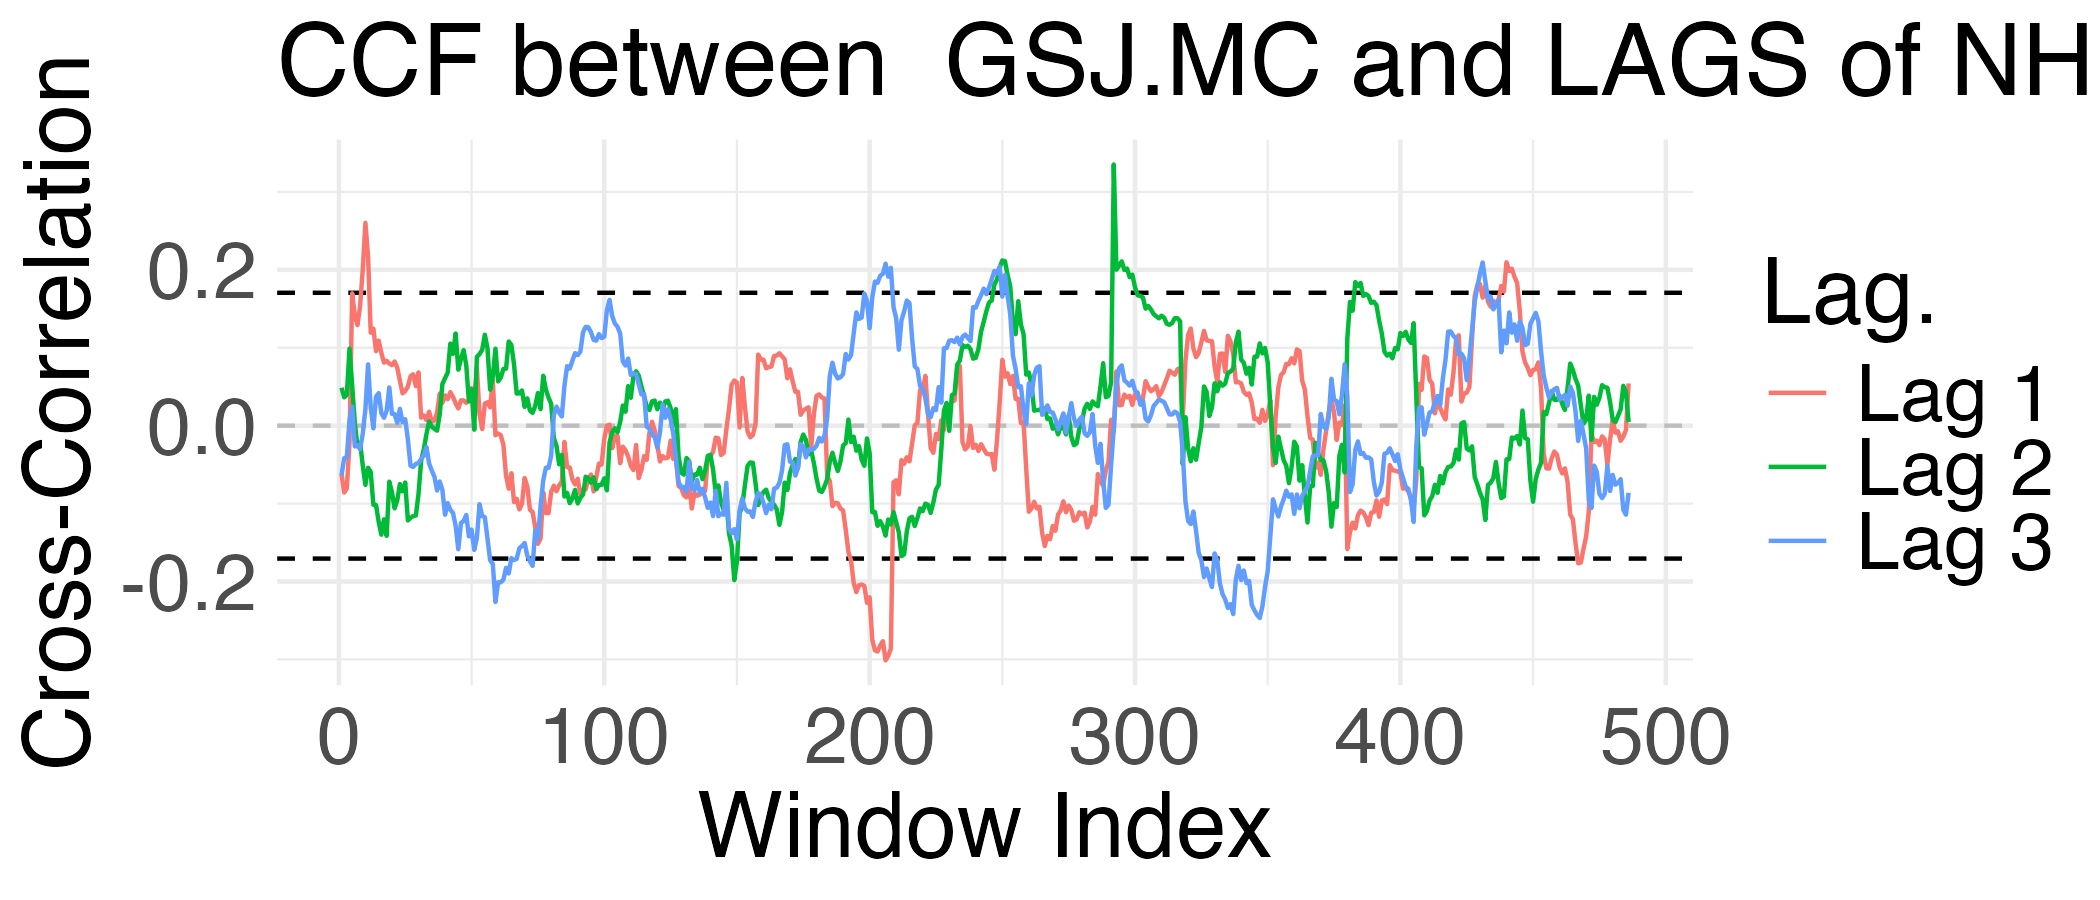 CCF between  GSJ.MC and LAGS of NH
Cross-Correlation
0.2
0.0
-0.2
0 100 200 300 400 500
Window Index
Lag.
Lag 1
Lag 2
Lag 3